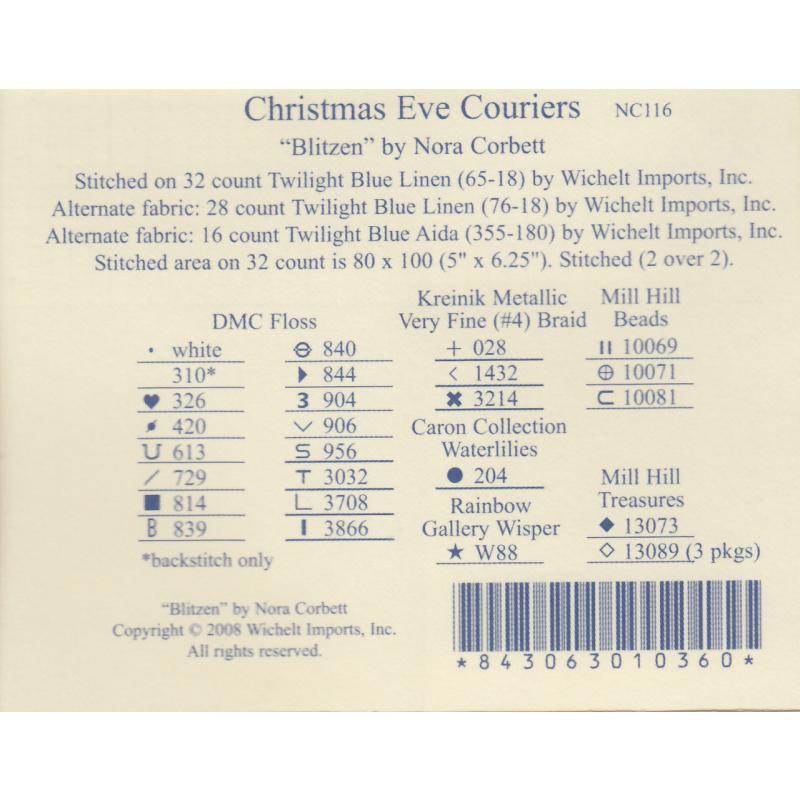 Christmas Eve Couriers NC116
“Blitzen” by Nora Corbett
Stitched on 32 count Twilight Blue Linen (65-18) by Wichelt Imports, Inc.
Alternate fabric: 28 count Twilight Blue Linen (76-18) by Wichelt Imports, Inc.
Alternate fabric: 16 count Twilight Blue Aida (355-180) by Wichelt Imports, Inc.
Stitched area on 32 count is 80 x 100 (5" x 6.25"). Stitched (2 over 2).
DMC Floss
• white
310*
♥ 326
420
613
/ 729
■ 814
B 839
*backstitch only
⊖ 840
844
3 904
906
S 956
T 3032
L 3708
I 3866
Kreinik Metallic
Very Fine (#4) Braid
+ 028
< 1432
✖ 3214
Caron Collection
Waterlilies
● 204
Rainbow
Gallery Wisper
★ W88
Mill Hill
Beads
II 10069
⊕ 10071
⊏ 10081
Mill Hill
Treasures
◆ 13073
◇ 13089 (3 pkgs)
“Blitzen” by Nora Corbett
Copyright © 2008 Wichelt Imports, Inc.
All rights reserved.
*843063010360*